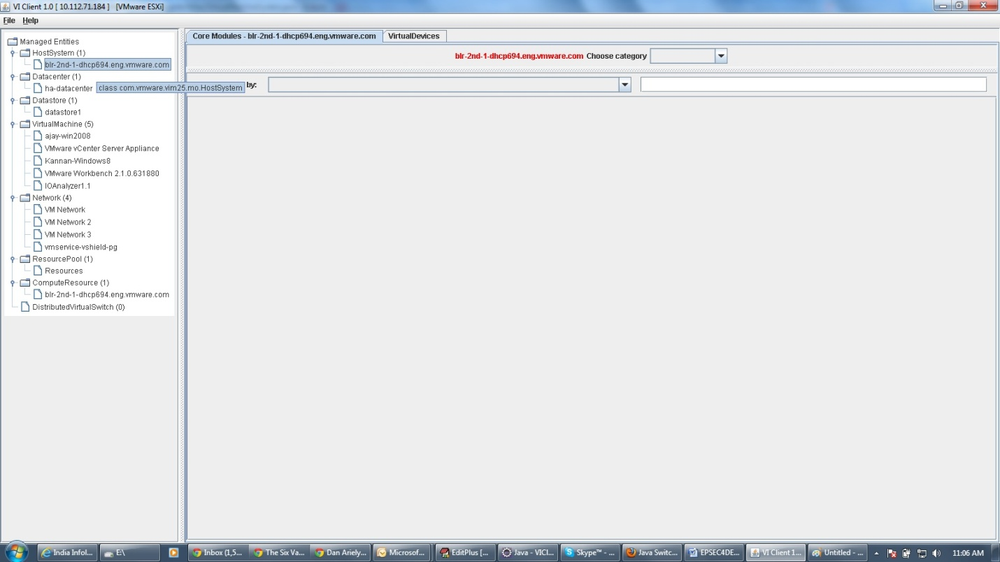 VI Client 1.0 [ 10.112.71.184 ] [VMware ESXi]
File Help
Managed Entities
HostSystem (1)
blr-2nd-1-dhcp694.eng.vmware.com
Datacenter (1)
ha-datacenter
class com.vmware.vim25.mo.HostSystem
Datastore (1)
datastore1
VirtualMachine (5)
ajay-win2008
VMware vCenter Server Appliance
Kannan-Windows8
VMware Workbench 2.1.0.631880
IOAnalyzer1.1
Network (4)
VM Network
VM Network 2
VM Network 3
vmservice-vshield-pg
ResourcePool (1)
Resources
ComputeResource (1)
blr-2nd-1-dhcp694.eng.vmware.com
DistributedVirtualSwitch (0)
Core Modules - blr-2nd-1-dhcp694.eng.vmware.com VirtualDevices
blr-2nd-1-dhcp694.eng.vmware.com Choose category
by:
India Infol... E:\ Inbox (1,5... The Six Va... Dan Ariely,... Microsof... EditPlus [... Java - VICl... Skype™ - ... Java Switc... EPSEC4DE... VI Client 1... Untitled - ... 11:06 AM